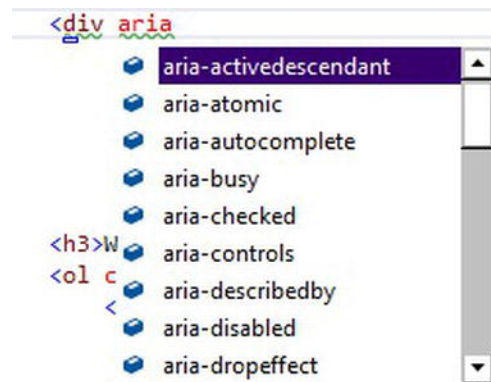 <div aria
aria-activedescendant
aria-atomic
aria-autocomplete
aria-busy
aria-checked
<h3>W
aria-controls
<ol c
aria-describedby
<
aria-disabled
aria-dropeffect